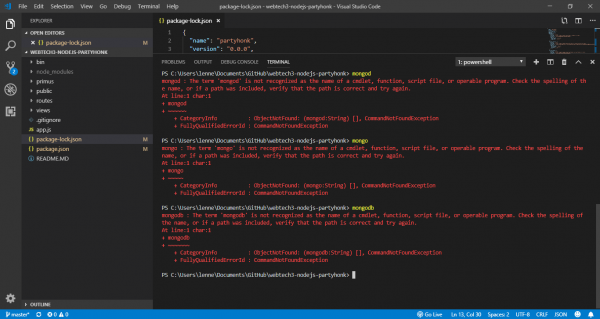 File Edit Selection View Go Debug Terminal Help
package-lock.json - webtech3-nodejs-partyhonk - Visual Studio Code
EXPLORER
OPEN EDITORS
{} package-lock.json M
WEBTECH3-NODEJS-PARTYHONK
bin
node_modules
primus
public
routes
views
.gitignore
app.js
{} package-lock.json M
{} package.json M
README.MD
OUTLINE
{} package-lock.json
1 {
2 "name": "partyhonk",
3 "version": "0.0.0",
PROBLEMS OUTPUT DEBUG CONSOLE TERMINAL
1: powershell
PS C:\Users\lenne\Documents\GitHub\webtech3-nodejs-partyhonk> mongod
mongod : The term 'mongod' is not recognized as the name of a cmdlet, function, script file, or operable program. Check the spelling of th
e name, or if a path was included, verify that the path is correct and try again.
At line:1 char:1
+ mongod
+ ~~~~~~
+ CategoryInfo : ObjectNotFound: (mongod:String) [], CommandNotFoundException
+ FullyQualifiedErrorId : CommandNotFoundException
PS C:\Users\lenne\Documents\GitHub\webtech3-nodejs-partyhonk> mongo
mongo : The term 'mongo' is not recognized as the name of a cmdlet, function, script file, or operable program. Check the spelling of the
name, or if a path was included, verify that the path is correct and try again.
At line:1 char:1
+ mongo
+ ~~~~~
+ CategoryInfo : ObjectNotFound: (mongo:String) [], CommandNotFoundException
+ FullyQualifiedErrorId : CommandNotFoundException
PS C:\Users\lenne\Documents\GitHub\webtech3-nodejs-partyhonk> mongodb
mongodb : The term 'mongodb' is not recognized as the name of a cmdlet, function, script file, or operable program. Check the spelling of
the name, or if a path was included, verify that the path is correct and try again.
At line:1 char:1
+ mongodb
+ ~~~~~~~
+ CategoryInfo : ObjectNotFound: (mongodb:String) [], CommandNotFoundException
+ FullyQualifiedErrorId : CommandNotFoundException
PS C:\Users\lenne\Documents\GitHub\webtech3-nodejs-partyhonk>
master* 0 0 Go Live Ln 13, Col 30 Spaces: 2 UTF-8 CRLF JSON